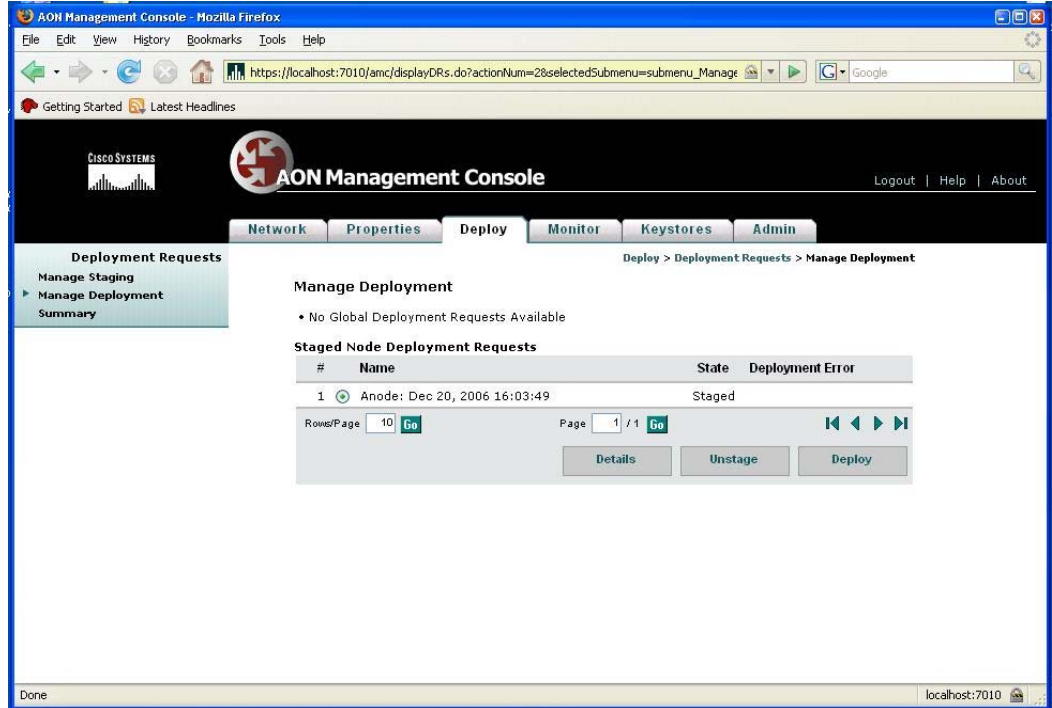 AON Management Console - Mozilla Firefox
File Edit View History Bookmarks Tools Help
https://localhost:7010/amc/displayDRs.do?actionNum=2&selectedSubmenu=submenu_Manage
G Google
Getting Started Latest Headlines
CISCO SYSTEMS
AON Management Console
Logout | Help | About
Network Properties Deploy Monitor Keystores Admin
Deployment Requests
Manage Staging
Manage Deployment
Summary
Deploy > Deployment Requests > Manage Deployment
Manage Deployment
• No Global Deployment Requests Available
Staged Node Deployment Requests
# Name State Deployment Error
1 Anode: Dec 20, 2006 16:03:49 Staged
Rows/Page 10 Go Page 1 / 1 Go
Details Unstage Deploy
Done localhost:7010